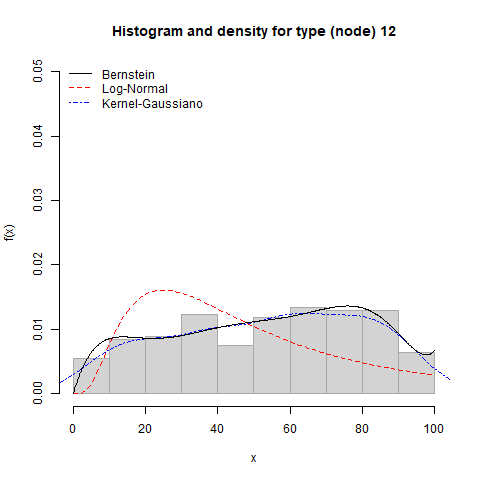 Histogram and density for type (node) 12
Bernstein
Log-Normal
Kernel-Gaussiano
f(x)
0.05
0.04
0.03
0.02
0.01
0.00
0 20 40 60 80 100
x